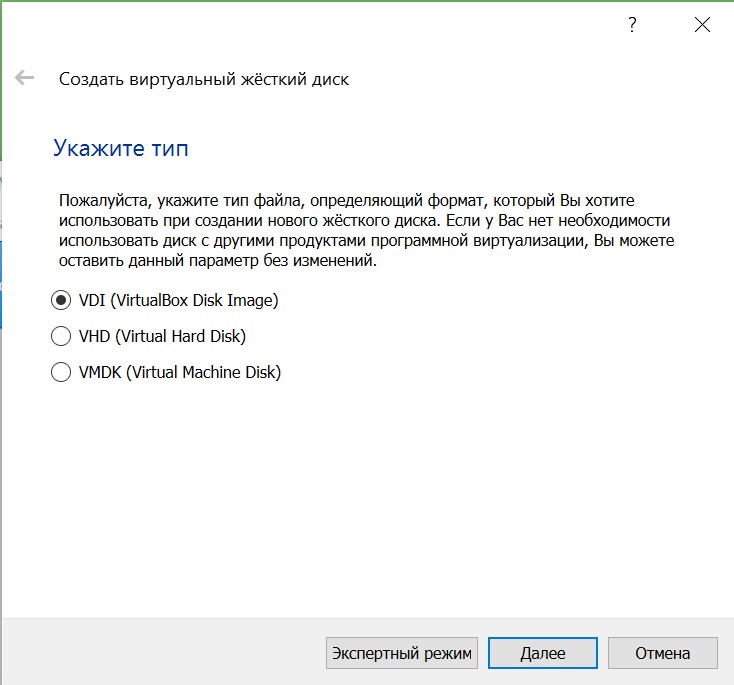 ?
Создать виртуальный жёсткий диск
Укажите тип
Пожалуйста, укажите тип файла, определяющий формат, который Вы хотите
использовать при создании нового жёсткого диска. Если у Вас нет необходимости
использовать диск с другими продуктами программной виртуализации, Вы можете
оставить данный параметр без изменений.
VDI (VirtualBox Disk Image)
VHD (Virtual Hard Disk)
VMDK (Virtual Machine Disk)
Экспертный режим Далее Отмена